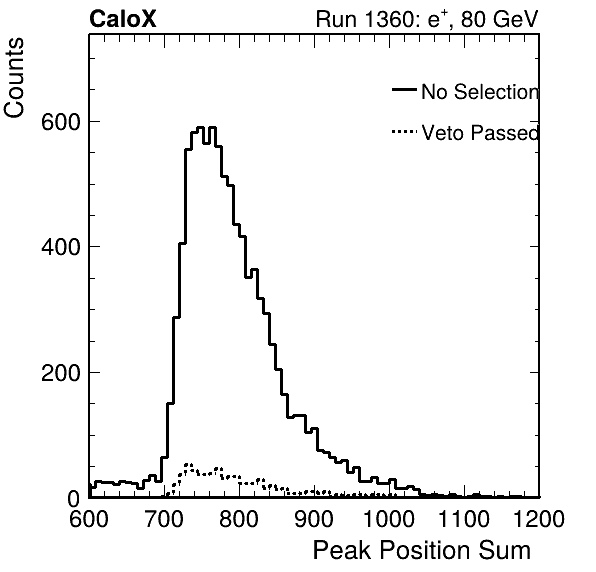 CaloX Run 1360: e⁺, 80 GeV
Counts
No Selection
Veto Passed
600
400
200
0
600 700 800 900 1000 1100 1200
Peak Position Sum